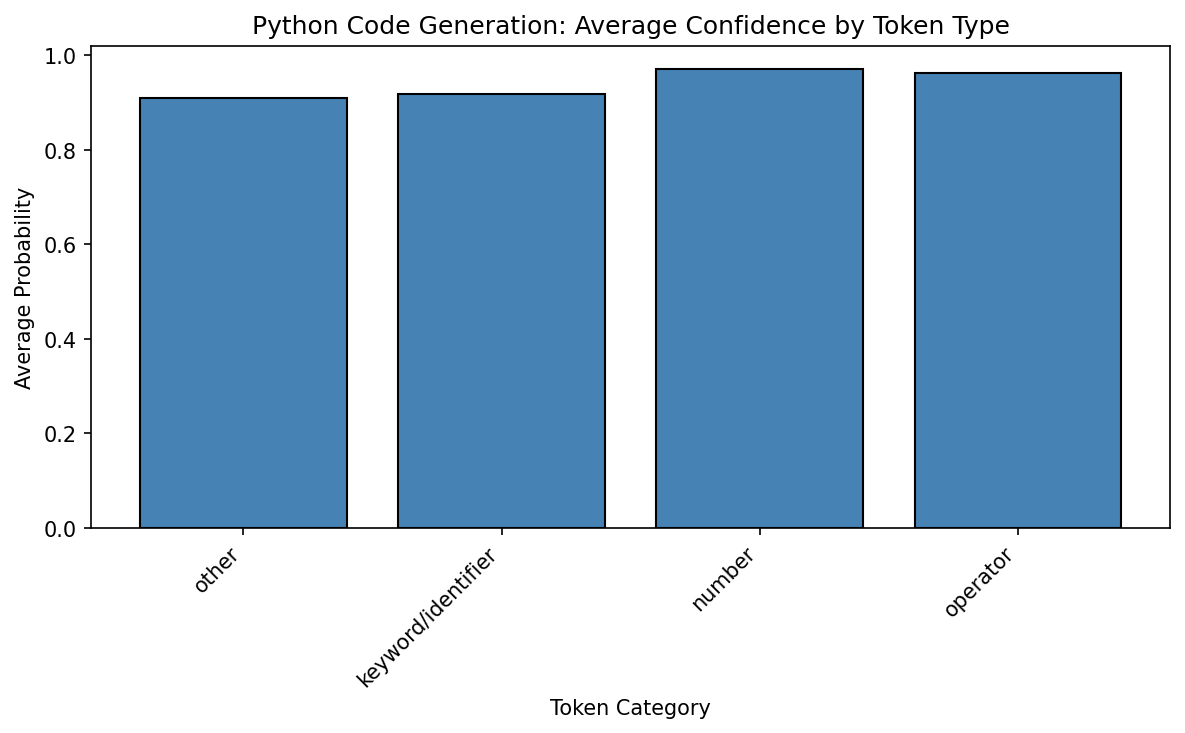 Python Code Generation: Average Confidence by Token Type
1.0
0.8
0.6
0.4
0.2
0.0
Average Probability
other
keyword/identifier
number
operator
Token Category